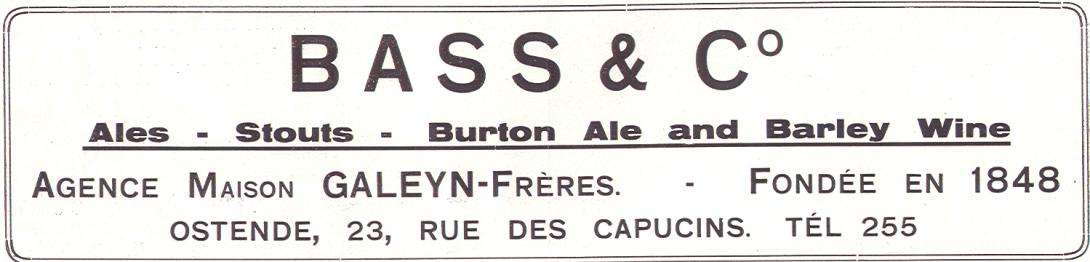 BASS & Cº
Ales - Stouts - Burton Ale and Barley Wine
AGENCE MAISON GALEYN-FRÈRES. - FONDÉE EN 1848
OSTENDE, 23, RUE DES CAPUCINS. TÉL 255